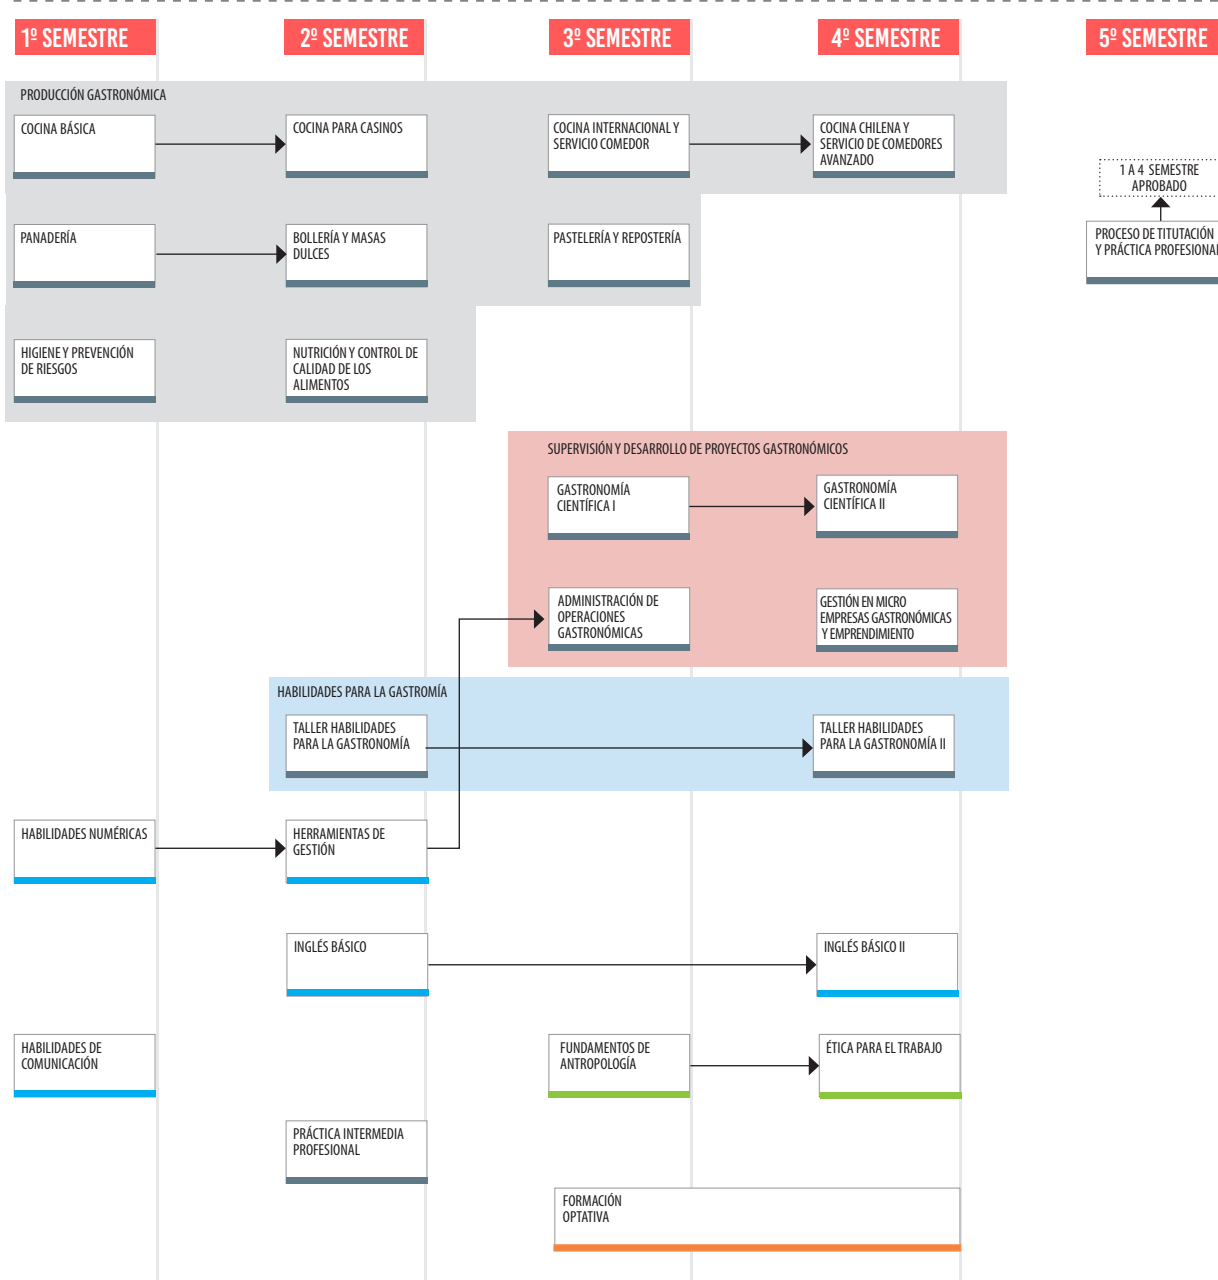 1º SEMESTRE
2º SEMESTRE
3º SEMESTRE
4º SEMESTRE
5º SEMESTRE
PRODUCCIÓN GASTRONÓMICA
COCINA BÁSICA
COCINA PARA CASINOS
COCINA INTERNACIONAL Y
SERVICIO COMEDOR
COCINA CHILENA Y
SERVICIO DE COMEDORES
AVANZADO
1 A 4 SEMESTRE
APROBADO
PROCESO DE TITUTACIÓN
Y PRÁCTICA PROFESIONAL
PANADERÍA
BOLLERÍA Y MASAS
DULCES
PASTELERÍA Y REPOSTERÍA
HIGIENE Y PREVENCIÓN
DE RIESGOS
NUTRICIÓN Y CONTROL DE
CALIDAD DE LOS
ALIMENTOS
SUPERVISIÓN Y DESARROLLO DE PROYECTOS GASTRONÓMICOS
GASTRONOMÍA
CIENTÍFICA I
GASTRONOMÍA
CIENTÍFICA II
ADMINISTRACIÓN DE
OPERACIONES
GASTRONÓMICAS
GESTIÓN EN MICRO
EMPRESAS GASTRONÓMICAS
Y EMPRENDIMIENTO
HABILIDADES PARA LA GASTROMÍA
TALLER HABILIDADES
PARA LA GASTRONOMÍA
TALLER HABILIDADES
PARA LA GASTRONOMÍA II
HABILIDADES NUMÉRICAS
HERRAMIENTAS DE
GESTIÓN
INGLÉS BÁSICO
INGLÉS BÁSICO II
HABILIDADES DE
COMUNICACIÓN
FUNDAMENTOS DE
ANTROPOLOGÍA
ÉTICA PARA EL TRABAJO
PRÁCTICA INTERMEDIA
PROFESIONAL
FORMACIÓN
OPTATIVA